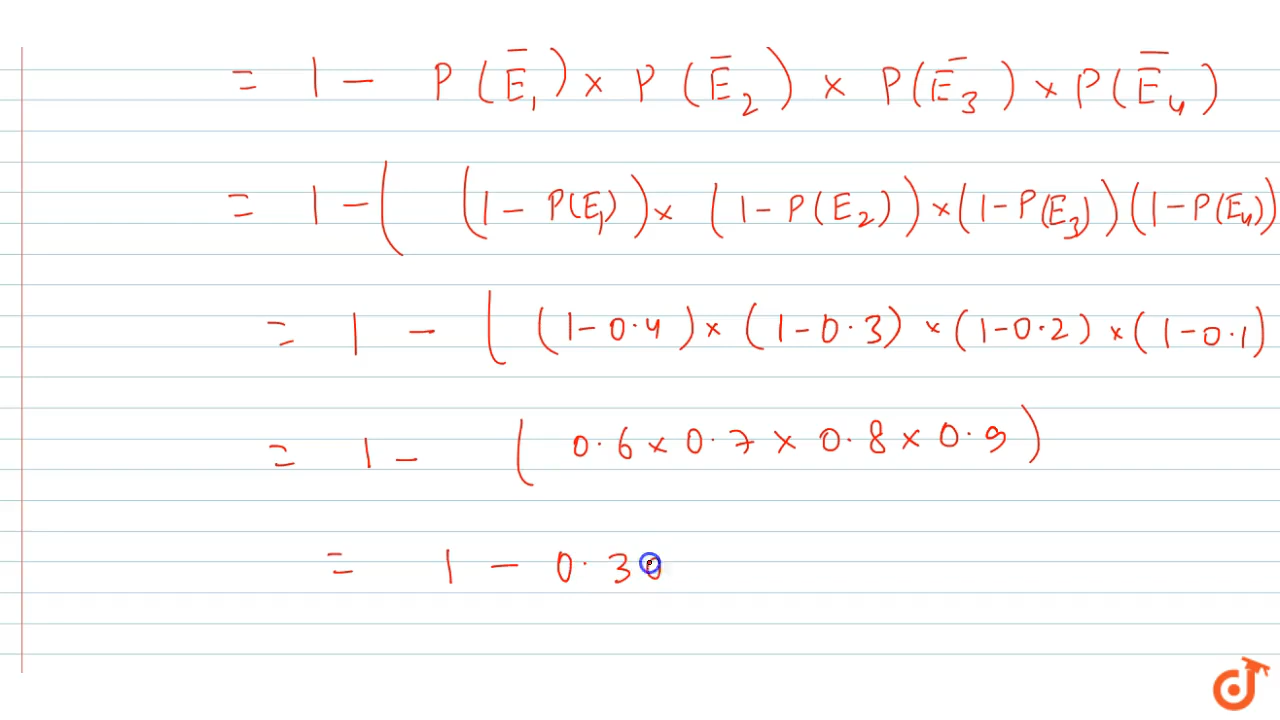 = 1 - P(Ē₁) × P(Ē₂) × P(Ē₃) × P(Ē₄)
= 1 - ( (1 - P(E₁)) × (1 - P(E₂)) × (1 - P(E₃)) (1 - P(E₄))
= 1 - ( (1 - 0.4) × (1 - 0.3) × (1 - 0.2) × (1 - 0.1)
= 1 - ( 0.6 × 0.7 × 0.8 × 0.9 )
= 1 - 0.30